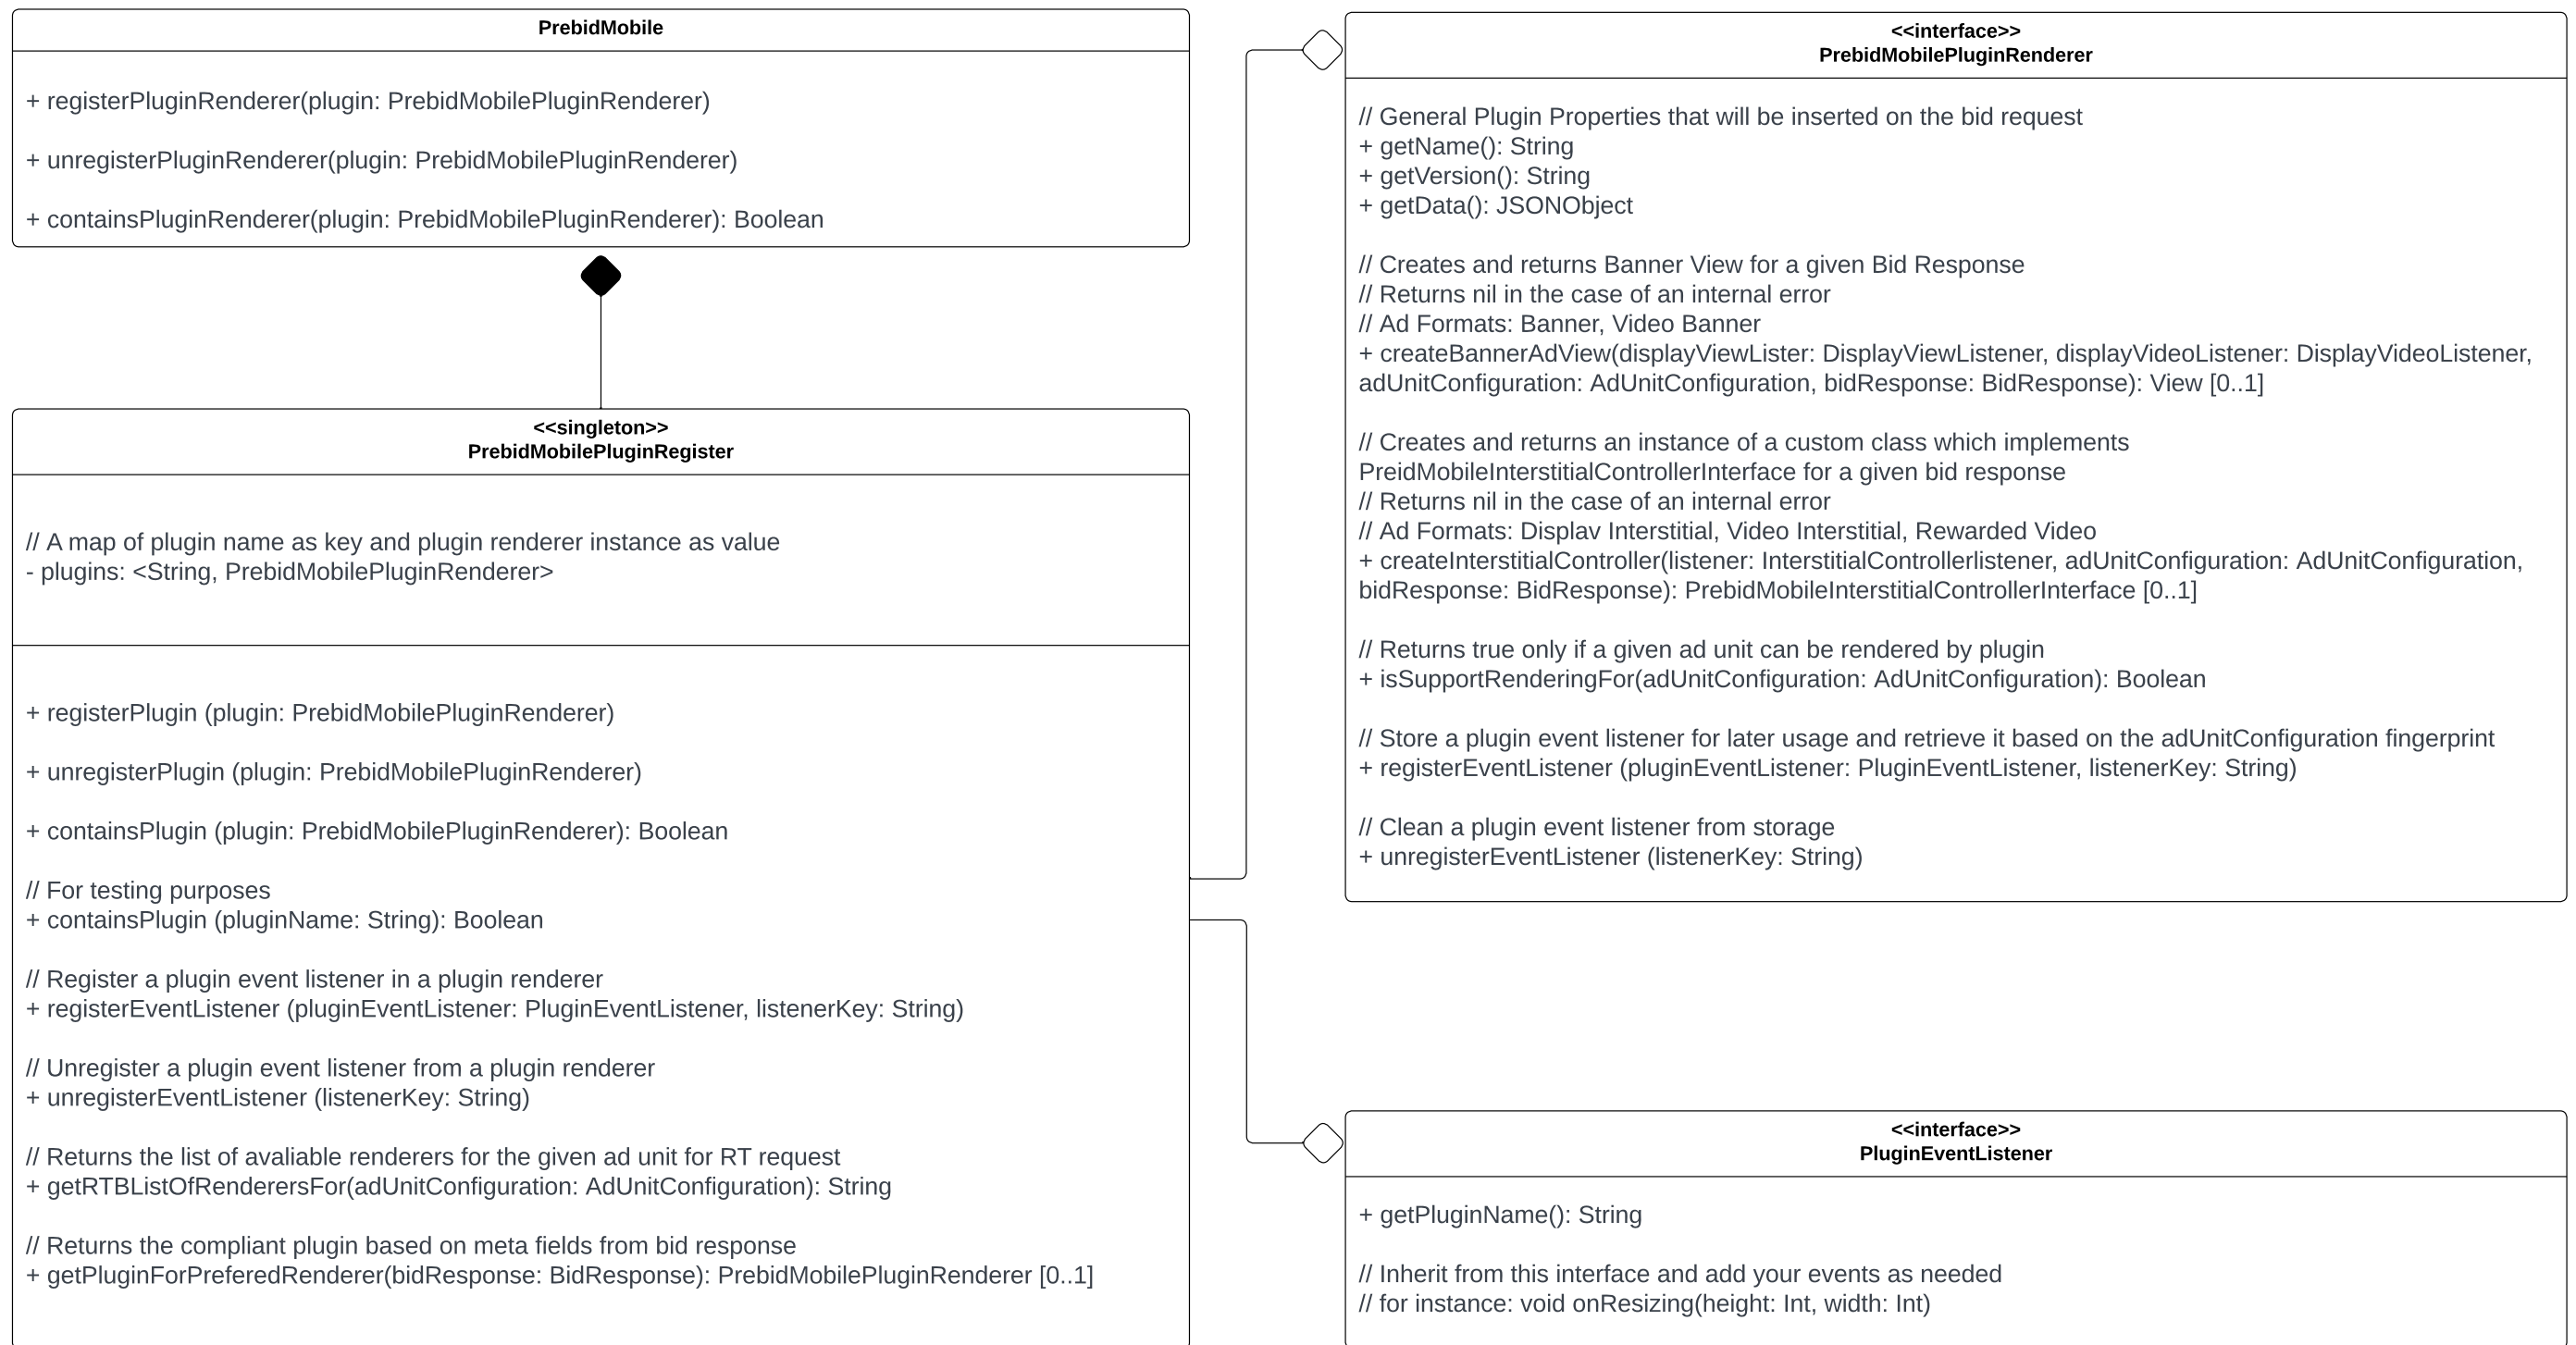 PrebidMobile
+ registerPluginRenderer(plugin: PrebidMobilePluginRenderer)
+ unregisterPluginRenderer(plugin: PrebidMobilePluginRenderer)
+ containsPluginRenderer(plugin: PrebidMobilePluginRenderer): Boolean
<<singleton>>
PrebidMobilePluginRegister
// A map of plugin name as key and plugin renderer instance as value
- plugins: <String, PrebidMobilePluginRenderer>
+ registerPlugin (plugin: PrebidMobilePluginRenderer)
+ unregisterPlugin (plugin: PrebidMobilePluginRenderer)
+ containsPlugin (plugin: PrebidMobilePluginRenderer): Boolean
// For testing purposes
+ containsPlugin (pluginName: String): Boolean
// Register a plugin event listener in a plugin renderer
+ registerEventListener (pluginEventListener: PluginEventListener, listenerKey: String)
// Unregister a plugin event listener from a plugin renderer
+ unregisterEventListener (listenerKey: String)
// Returns the list of avaliable renderers for the given ad unit for RT request
+ getRTBListOfRenderersFor(adUnitConfiguration: AdUnitConfiguration): String
// Returns the compliant plugin based on meta fields from bid response
+ getPluginForPreferedRenderer(bidResponse: BidResponse): PrebidMobilePluginRenderer [0..1]
<<interface>>
PrebidMobilePluginRenderer
// General Plugin Properties that will be inserted on the bid request
+ getName(): String
+ getVersion(): String
+ getData(): JSONObject
// Creates and returns Banner View for a given Bid Response
// Returns nil in the case of an internal error
// Ad Formats: Banner, Video Banner
+ createBannerAdView(displayViewLister: DisplayViewListener, displayVideoListener: DisplayVideoListener,
adUnitConfiguration: AdUnitConfiguration, bidResponse: BidResponse): View [0..1]
// Creates and returns an instance of a custom class which implements
PreidMobileInterstitialControllerInterface for a given bid response
// Returns nil in the case of an internal error
// Ad Formats: Displav Interstitial, Video Interstitial, Rewarded Video
+ createInterstitialController(listener: InterstitialControllerlistener, adUnitConfiguration: AdUnitConfiguration,
bidResponse: BidResponse): PrebidMobileInterstitialControllerInterface [0..1]
// Returns true only if a given ad unit can be rendered by plugin
+ isSupportRenderingFor(adUnitConfiguration: AdUnitConfiguration): Boolean
// Store a plugin event listener for later usage and retrieve it based on the adUnitConfiguration fingerprint
+ registerEventListener (pluginEventListener: PluginEventListener, listenerKey: String)
// Clean a plugin event listener from storage
+ unregisterEventListener (listenerKey: String)
<<interface>>
PluginEventListener
+ getPluginName(): String
// Inherit from this interface and add your events as needed
// for instance: void onResizing(height: Int, width: Int)